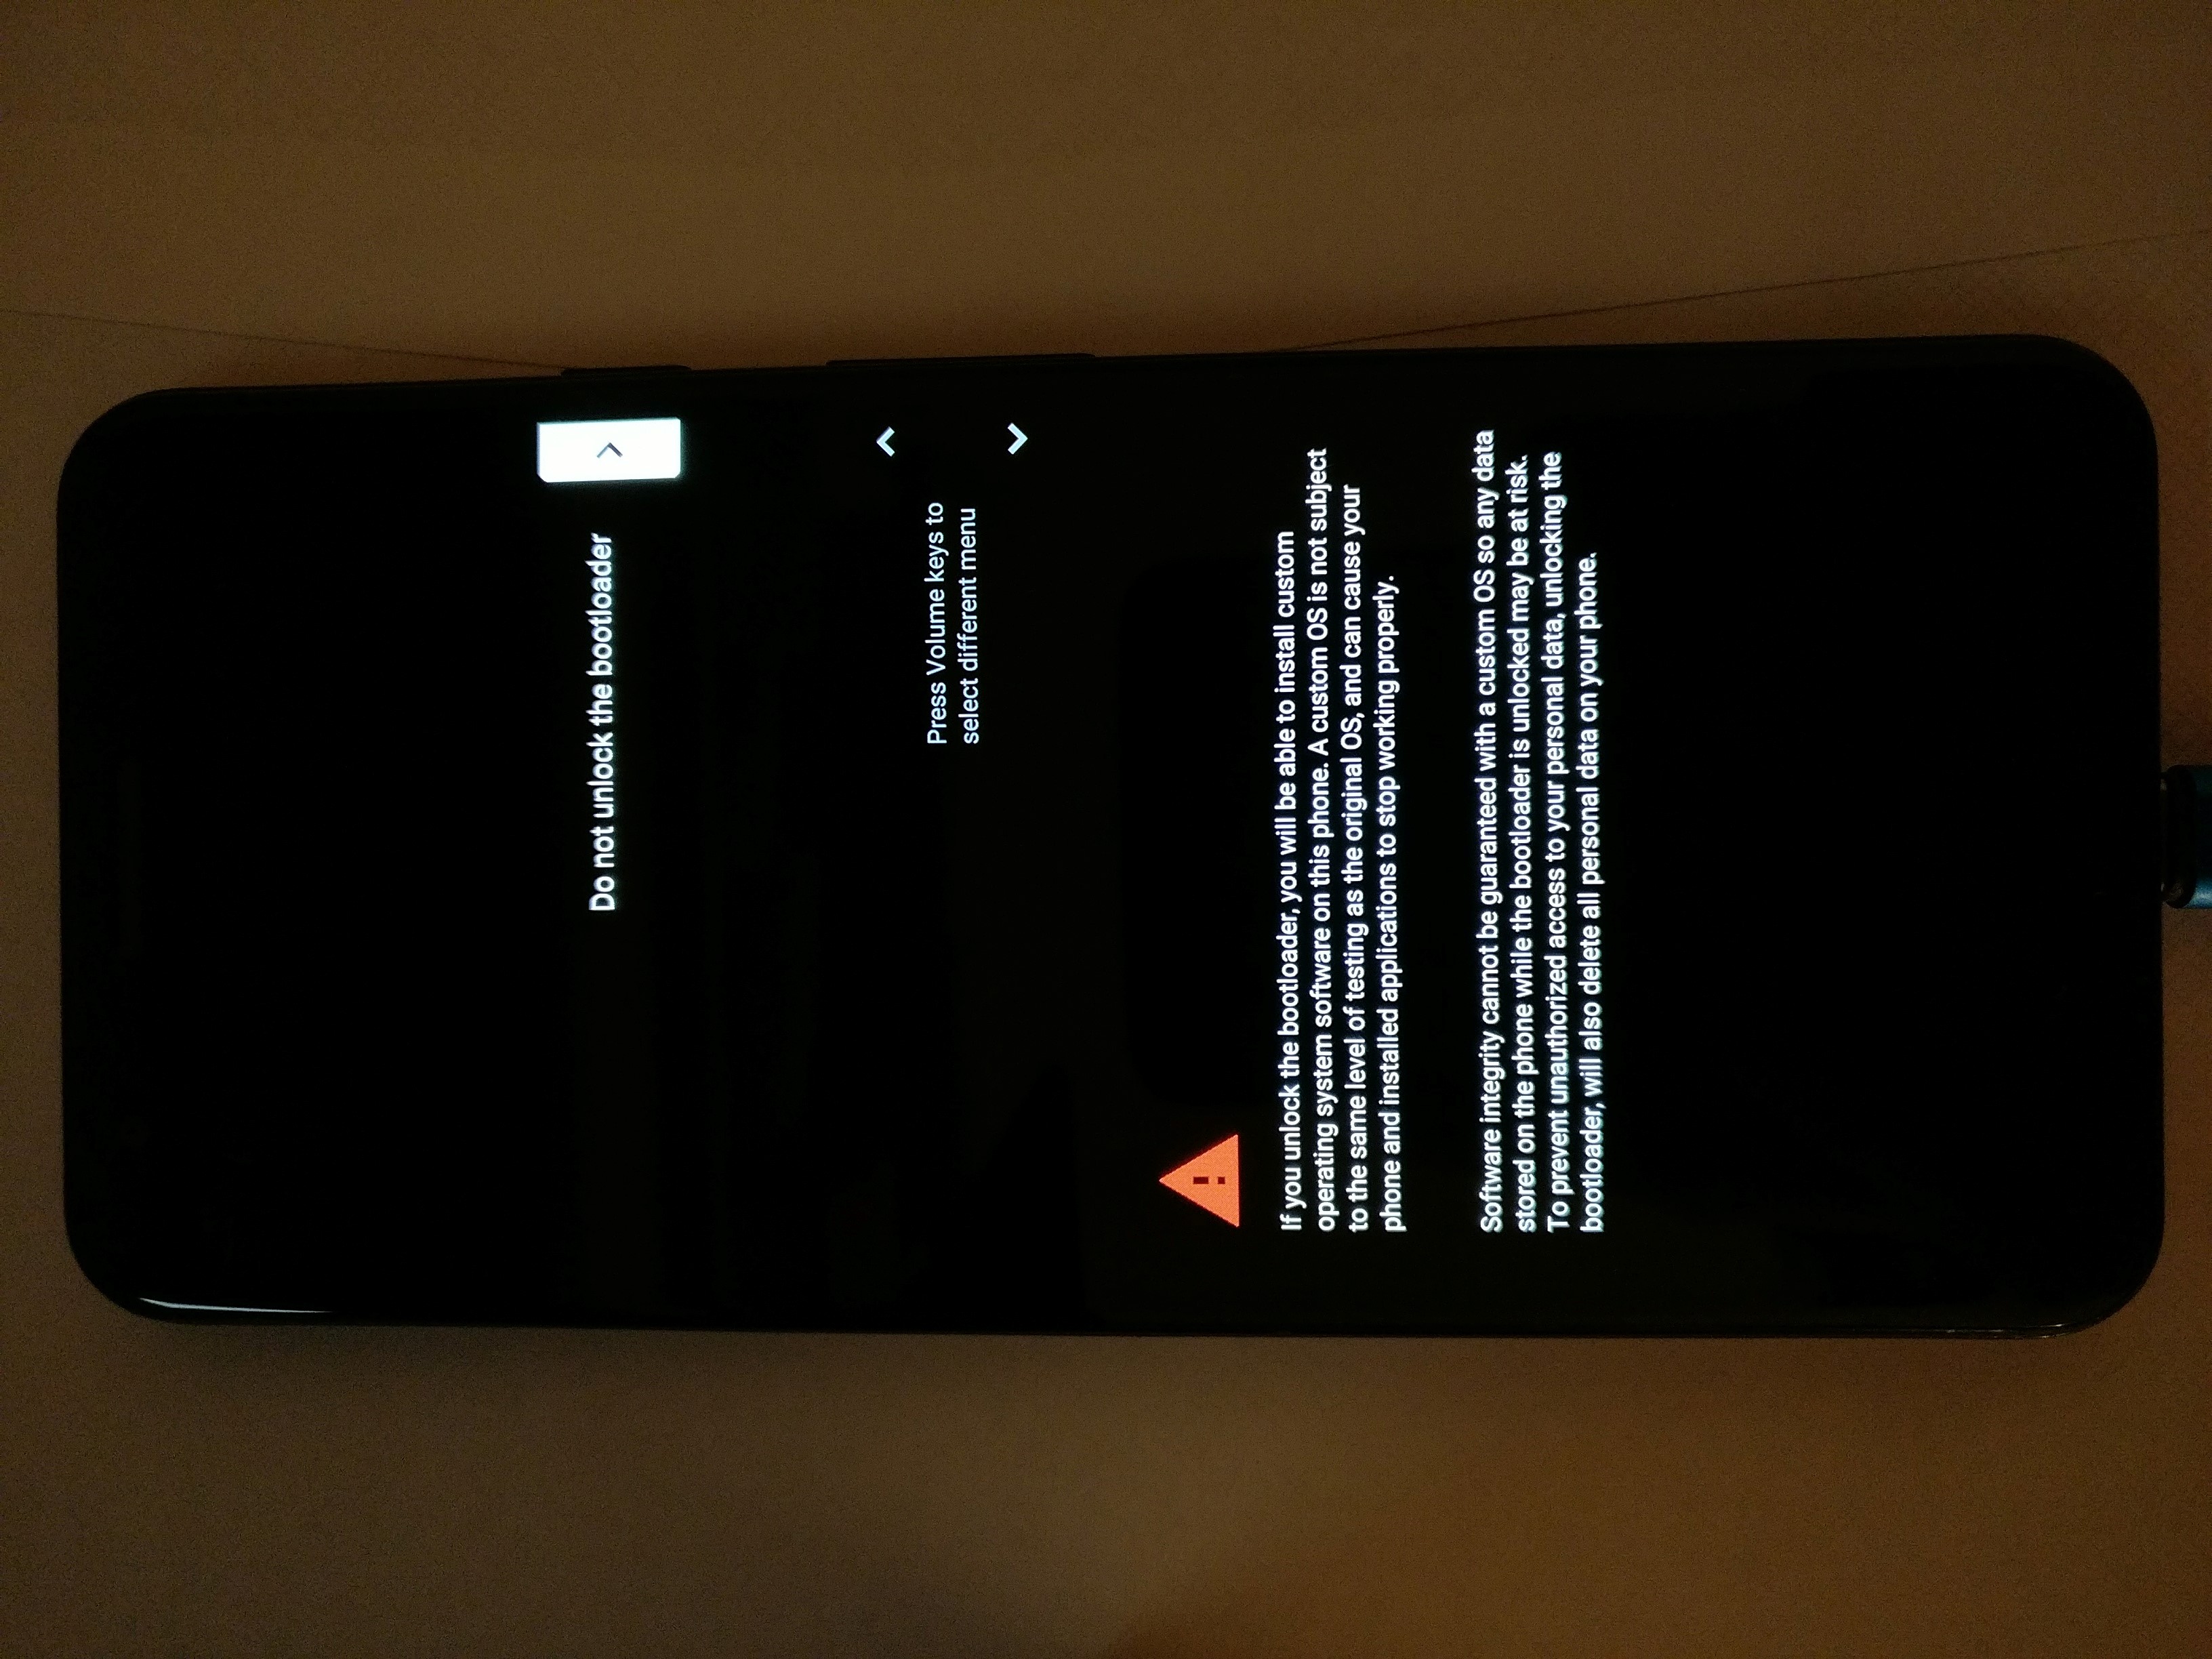 Do not unlock the bootloader
Press Volume keys to
select different menu
If you unlock the bootloader, you will be able to install custom
operating system software on this phone. A custom OS is not subject
to the same level of testing as the original OS, and can cause your
phone and installed applications to stop working properly.
Software integrity cannot be guaranteed with a custom OS so any data
stored on the phone while the bootloader is unlocked may be at risk.
To prevent unauthorized access to your personal data, unlocking the
bootloader, will also delete all personal data on your phone.